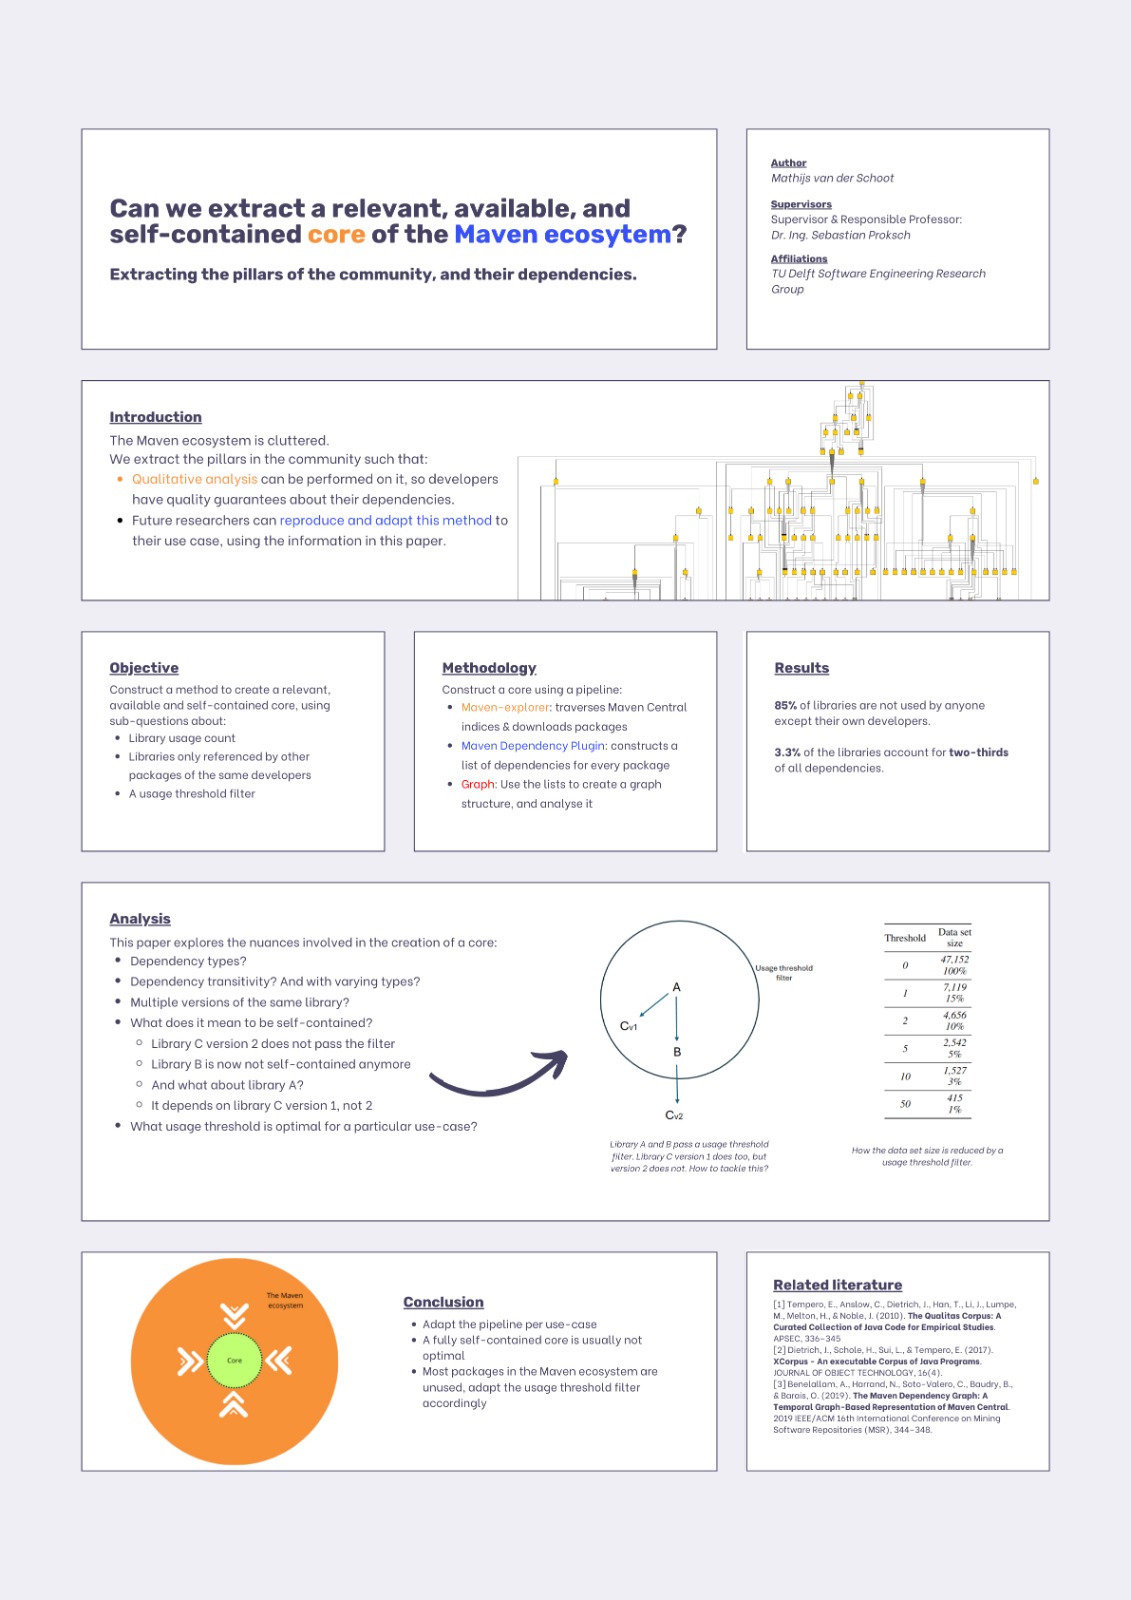 Can we extract a relevant, available, and
self-contained core of the Maven ecosytem?
Extracting the pillars of the community, and their dependencies.
Author
Mathijs van der Schoot
Supervisors
Supervisor & Responsible Professor:
Dr. Ing. Sebastian Proksch
Affiliations
TU Delft Software Engineering Research
Group
Introduction
The Maven ecosystem is cluttered.
We extract the pillars in the community such that:
• Qualitative analysis can be performed on it, so developers
have quality guarantees about their dependencies.
• Future researchers can reproduce and adapt this method to
their use case, using the information in this paper.
Objective
Construct a method to create a relevant,
available and self-contained core, using
sub-questions about:
• Library usage count
• Libraries only referenced by other
packages of the same developers
• A usage threshold filter
Methodology
Construct a core using a pipeline:
• Maven-explorer: traverses Maven Central
indices & downloads packages
• Maven Dependency Plugin: constructs a
list of dependencies for every package
• Graph: Use the lists to create a graph
structure, and analyse it
Results
85% of libraries are not used by anyone
except their own developers.
3.3% of the libraries account for two-thirds
of all dependencies.
Analysis
This paper explores the nuances involved in the creation of a core:
• Dependency types?
• Dependency transitivity? And with varying types?
• Multiple versions of the same library?
• What does it mean to be self-contained?
○ Library C version 2 does not pass the filter
○ Library B is now not self-contained anymore
○ And what about library A?
○ It depends on library C version 1, not 2
• What usage threshold is optimal for a particular use-case?
Usage threshold
filter
A
Cv1
B
Cv2
Library A and B pass a usage threshold
filter. Library C version 1 does too, but
version 2 does not. How to tackle this?
Threshold Data set
size
0 47,152
100%
1 7,119
15%
2 4,656
10%
5 2,542
5%
10 1,527
3%
50 415
1%
How the data set size is reduced by a
usage threshold filter.
The Maven
ecosystem
Core
Conclusion
• Adapt the pipeline per use-case
• A fully self-contained core is usually not
optimal
• Most packages in the Maven ecosystem are
unused, adapt the usage threshold filter
accordingly
Related literature
[1] Tempero, E., Anslow, C., Dietrich, J., Han, T., Li, J., Lumpe,
M., Melton, H., & Noble, J. (2010). The Qualitas Corpus: A
Curated Collection of Java Code for Empirical Studies.
APSEC, 336-345
[2] Dietrich, J., Schole, H., Sui, L., & Tempero, E. (2017).
XCorpus - An executable Corpus of Java Programs.
JOURNAL OF OBJECT TECHNOLOGY, 16(4).
[3] Benelallam, A., Harrand, N., Soto-Valero, C., Baudry, B.,
& Barais, O. (2019). The Maven Dependency Graph: A
Temporal Graph-Based Representation of Maven Central.
2019 IEEE/ACM 16th International Conference on Mining
Software Repositories (MSR), 344-348.